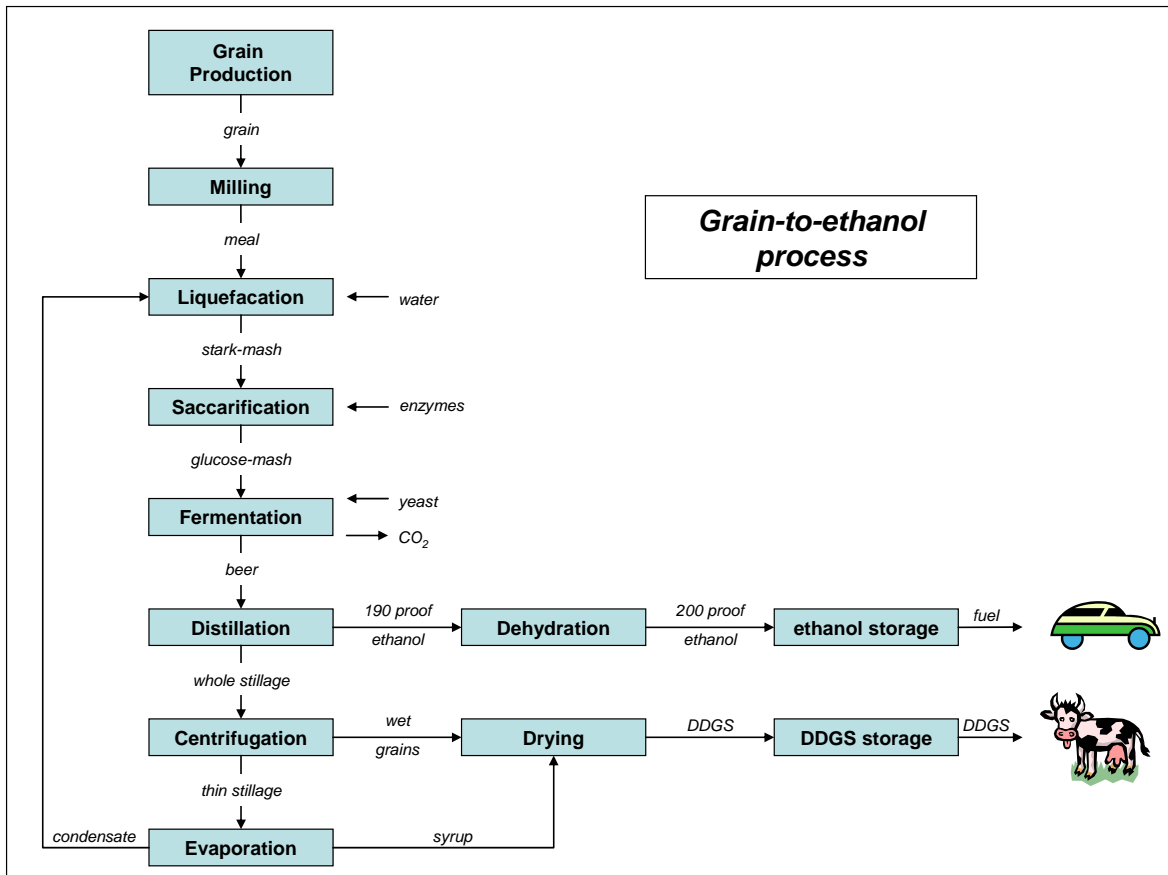 Grain
Production
grain
Milling
Grain-to-ethanol
process
meal
Liquefacation
water
stark-mash
Saccarification
enzymes
glucose-mash
Fermentation
yeast
CO₂
beer
Distillation
190 proof
ethanol
Dehydration
200 proof
ethanol
ethanol storage
fuel
whole stillage
Centrifugation
wet
grains
Drying
DDGS
DDGS storage
DDGS
thin stillage
condensate
Evaporation
syrup